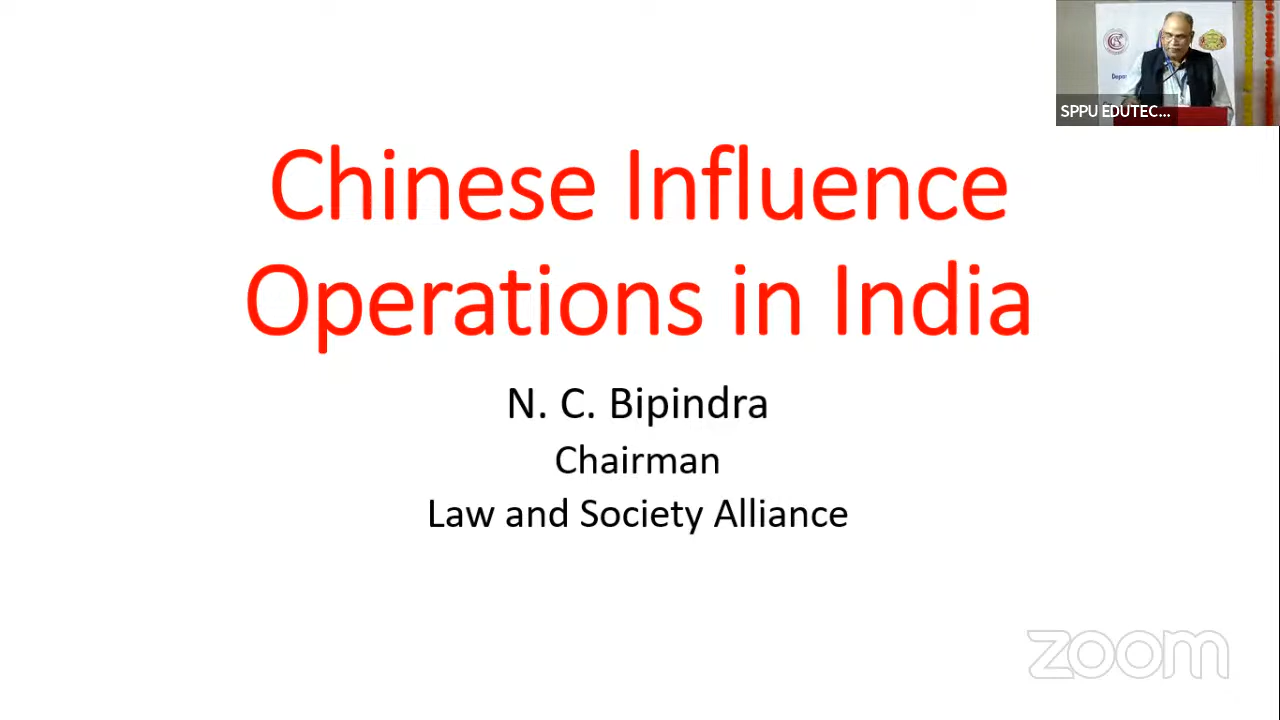 SPPU EDUTEC...
Chinese Influence
Operations in India
N. C. Bipindra
Chairman
Law and Society Alliance
zoom